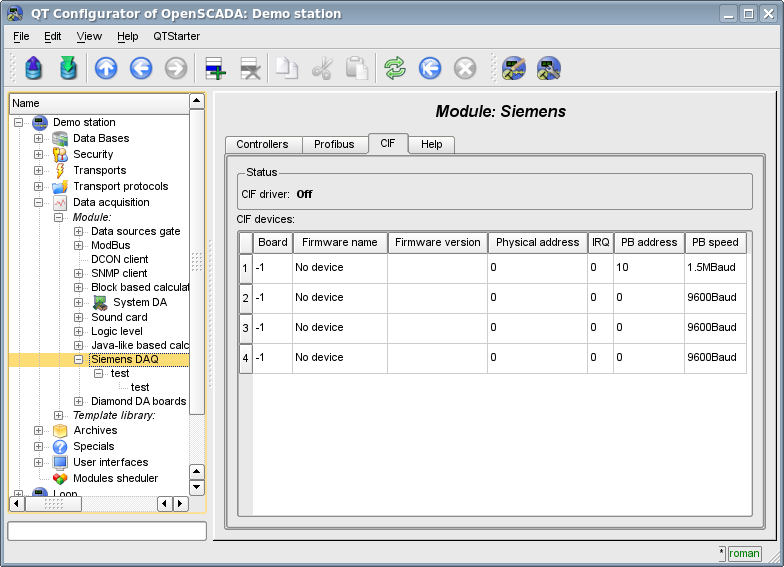 QT Configurator of OpenSCADA: Demo station
File Edit View Help QTStarter
Name
Demo station
Data Bases
Security
Transports
Transport protocols
Data acquisition
Module:
Data sources gate
ModBus
DCON client
SNMP client
Block based calculat
System DA
Sound card
Logic level
Java-like based calc
Siemens DAQ
test
test
Diamond DA boards
Template library:
Archives
Specials
User interfaces
Modules sheduler
Loop
Module: Siemens
Controllers Profibus CIF Help
Status
CIF driver: Off
CIF devices:
Board Firmware name Firmware version Physical address IRQ PB address PB speed
1 -1 No device 0 0 10 1.5MBaud
2 -1 No device 0 0 0 9600Baud
3 -1 No device 0 0 0 9600Baud
4 -1 No device 0 0 0 9600Baud
* roman